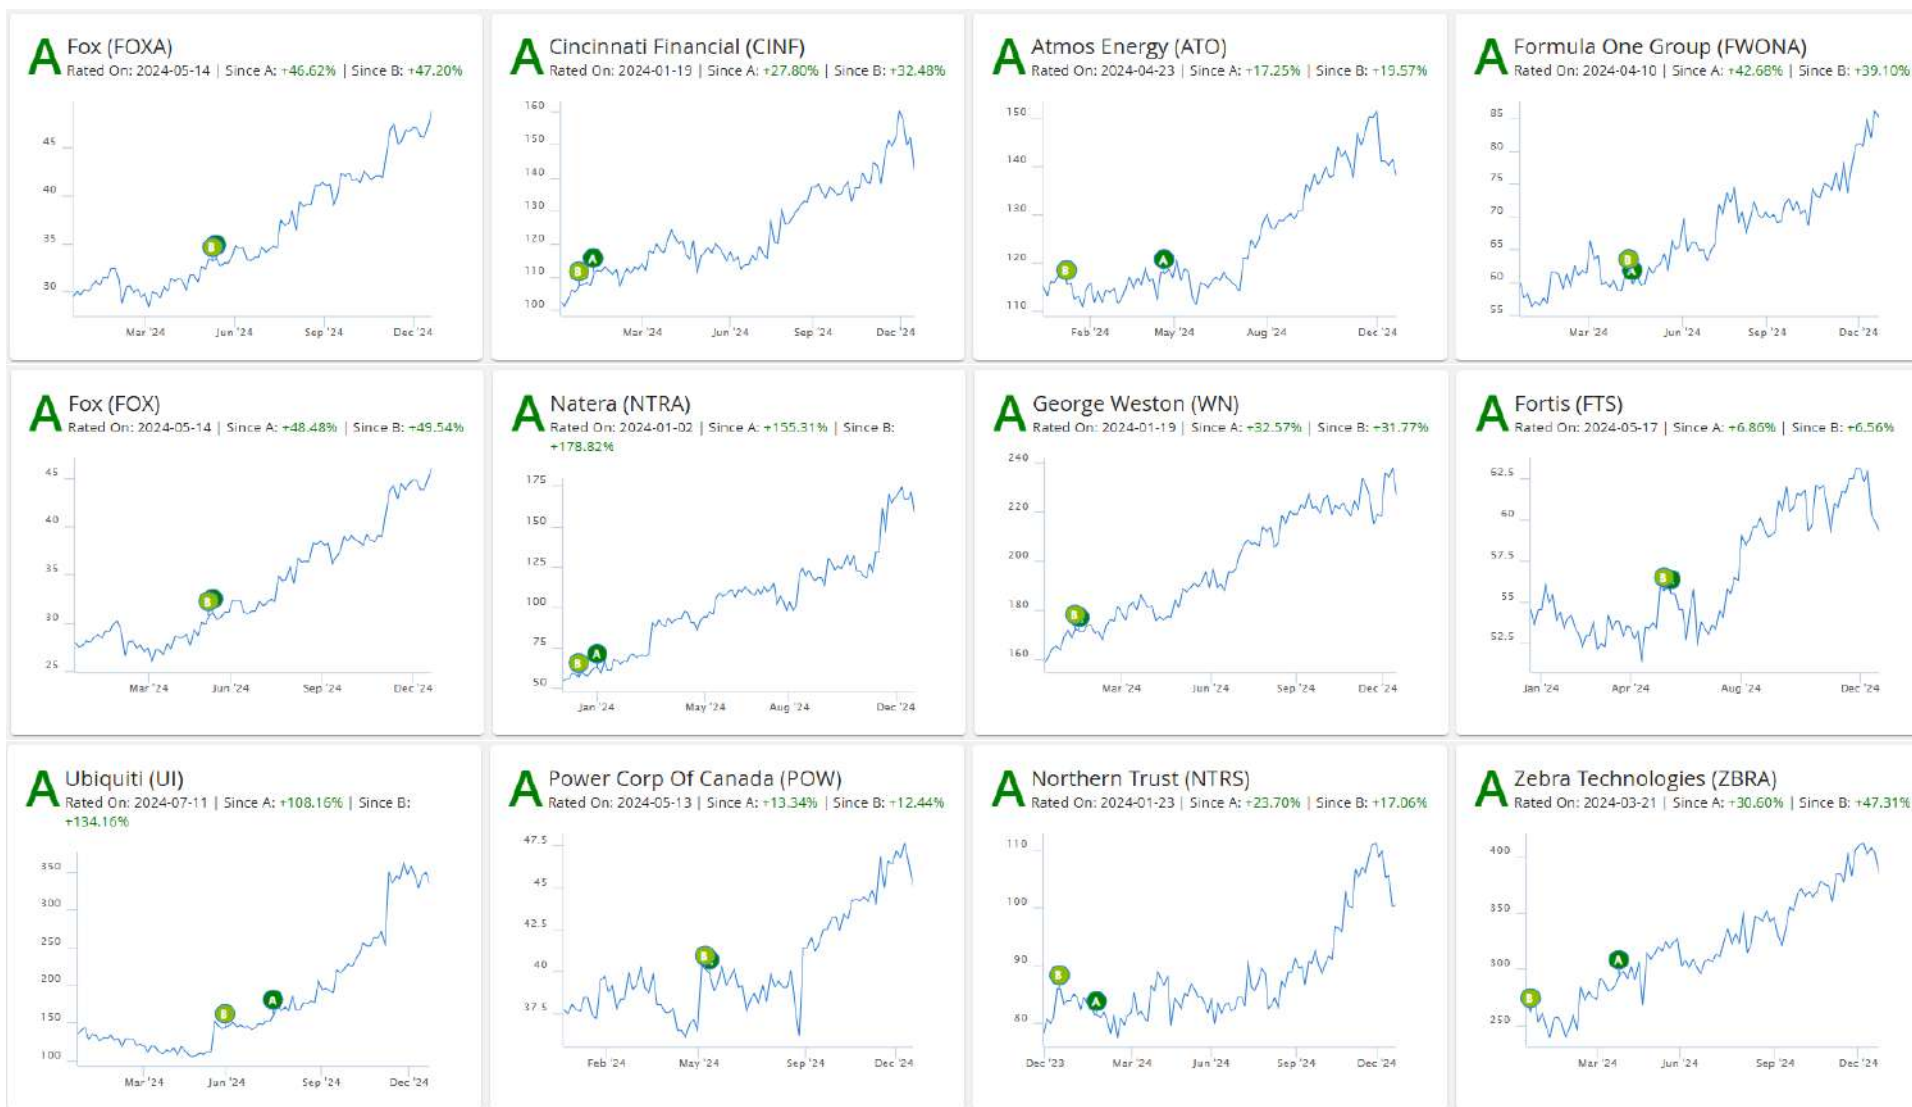 A Fox (FOXA)
Rated On: 2024-05-14 | Since A: +46.62% | Since B: +47.20%
45
40
35
30
B
Mar '24 Jun '24 Sep '24 Dec '24
A Cincinnati Financial (CINF)
Rated On: 2024-01-19 | Since A: +27.80% | Since B: +32.48%
160
150
140
130
120
110
100
B A
Mar '24 Jun '24 Sep '24 Dec '24
A Atmos Energy (ATO)
Rated On: 2024-04-23 | Since A: +17.25% | Since B: +19.57%
150
140
130
120
110
B A
Feb '24 May '24 Aug '24 Dec '24
A Formula One Group (FWONA)
Rated On: 2024-04-10 | Since A: +42.68% | Since B: +39.10%
85
80
75
70
65
60
55
B A
Mar '24 Jun '24 Sep '24 Dec '24
A Fox (FOX)
Rated On: 2024-05-14 | Since A: +48.48% | Since B: +49.54%
45
40
35
30
25
B
Mar '24 Jun '24 Sep '24 Dec '24
A Natera (NTRA)
Rated On: 2024-01-02 | Since A: +155.31% | Since B:
+178.82%
175
150
125
100
75
50
B A
Jan '24 May '24 Aug '24 Dec '24
A George Weston (WN)
Rated On: 2024-01-19 | Since A: +32.57% | Since B: +31.77%
240
220
200
180
160
B
Mar '24 Jun '24 Sep '24 Dec '24
A Fortis (FTS)
Rated On: 2024-05-17 | Since A: +6.86% | Since B: +6.56%
62.5
60
57.5
55
52.5
B
Jan '24 Apr '24 Aug '24 Dec '24
A Ubiquiti (UI)
Rated On: 2024-07-11 | Since A: +108.16% | Since B:
+134.16%
350
300
250
200
150
100
B A
Mar '24 Jun '24 Sep '24 Dec '24
A Power Corp Of Canada (POW)
Rated On: 2024-05-13 | Since A: +13.34% | Since B: +12.44%
47.5
45
42.5
40
37.5
B
Feb '24 May '24 Sep '24 Dec '24
A Northern Trust (NTRS)
Rated On: 2024-01-23 | Since A: +23.70% | Since B: +17.06%
110
100
90
80
B A
Dec '23 Mar '24 Jun '24 Sep '24 Dec '24
A Zebra Technologies (ZBRA)
Rated On: 2024-03-21 | Since A: +30.60% | Since B: +47.31%
400
350
300
250
B A
Mar '24 Jun '24 Sep '24 Dec '24